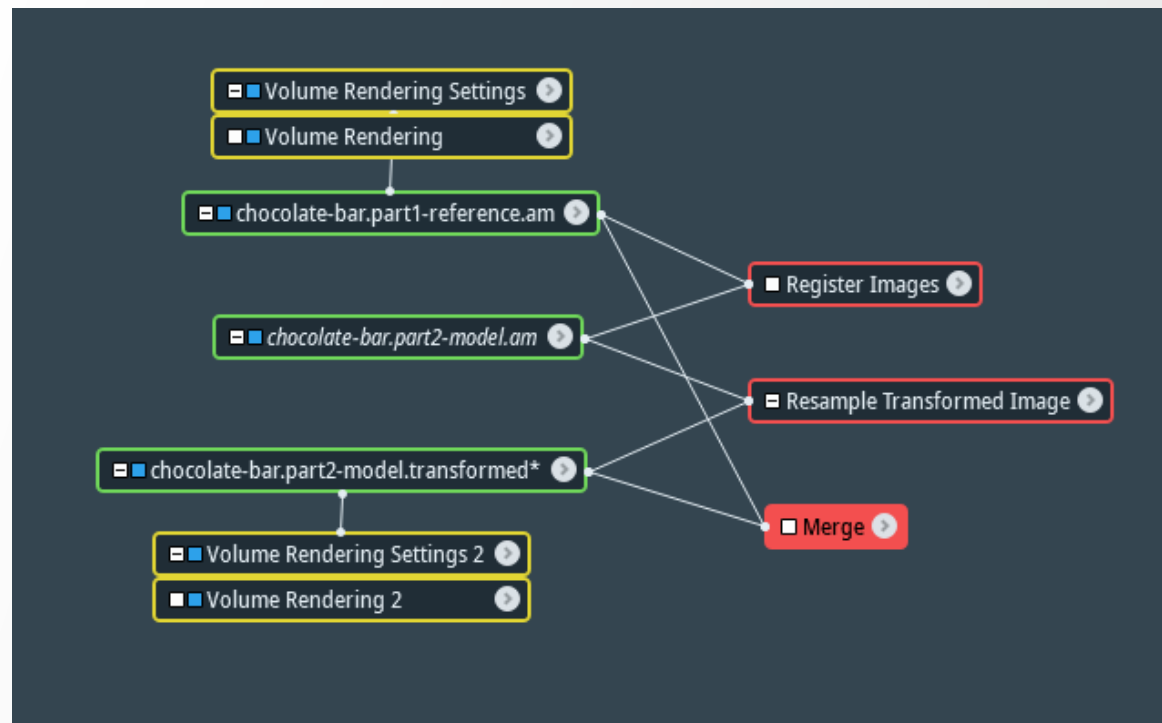 Volume Rendering Settings
Volume Rendering
chocolate-bar.part1-reference.am
Register Images
chocolate-bar.part2-model.am
Resample Transformed Image
chocolate-bar.part2-model.transformed*
Merge
Volume Rendering Settings 2
Volume Rendering 2